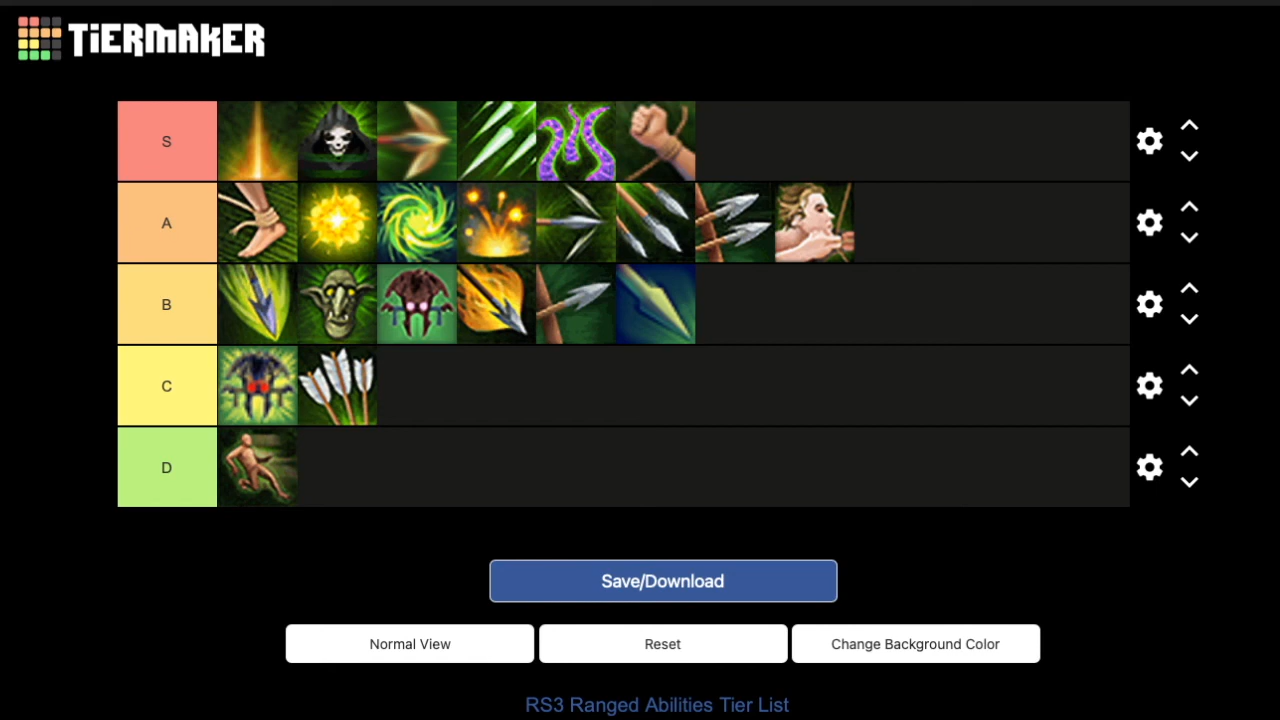 TiERMAKER
S
A
B
C
D
Save/Download
Normal View
Reset
Change Background Color
RS3 Ranged Abilities Tier List